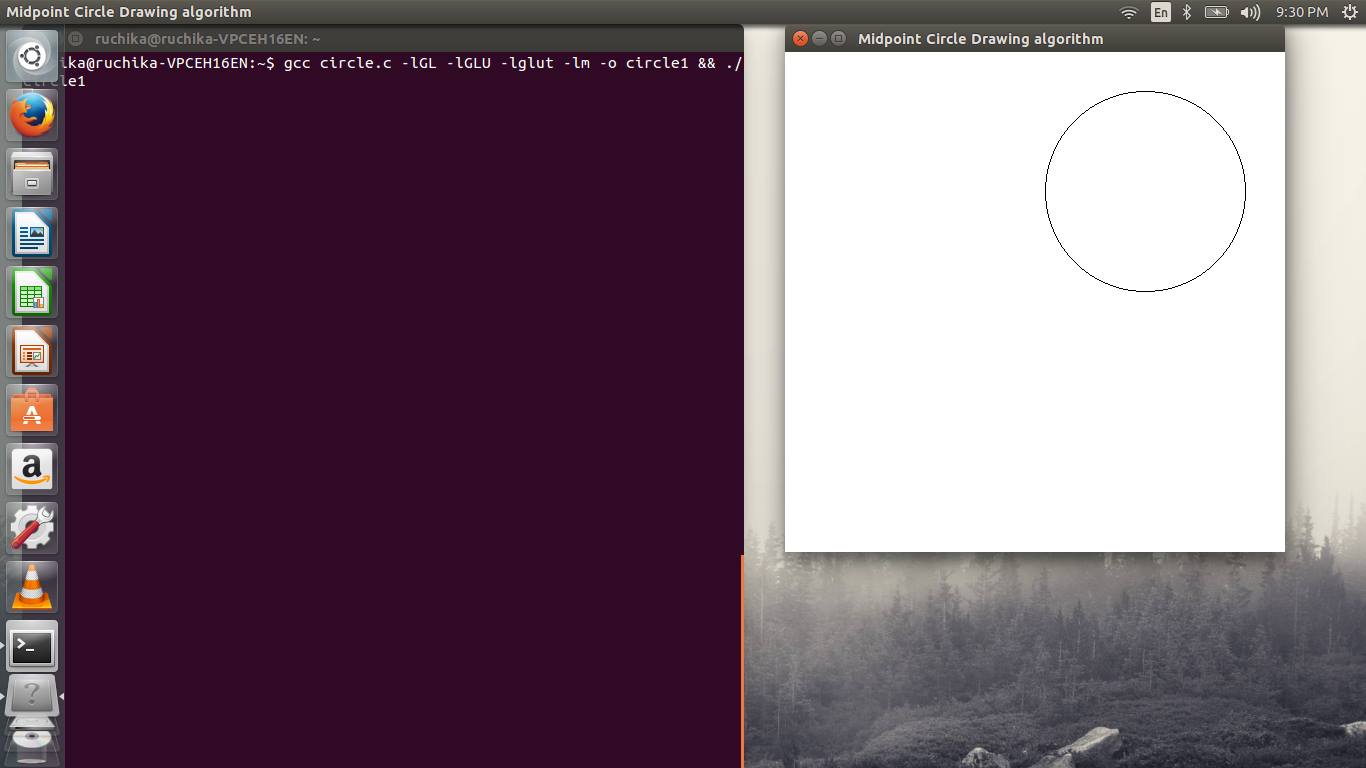 Midpoint Circle Drawing algorithm
En
9:30 PM
ruchika@ruchika-VPCEH16EN: ~
Midpoint Circle Drawing algorithm
ika@ruchika-VPCEH16EN:~$ gcc circle.c -lGL -lGLU -lglut -lm -o circle1 && ./
circle1
A
a
>_
?